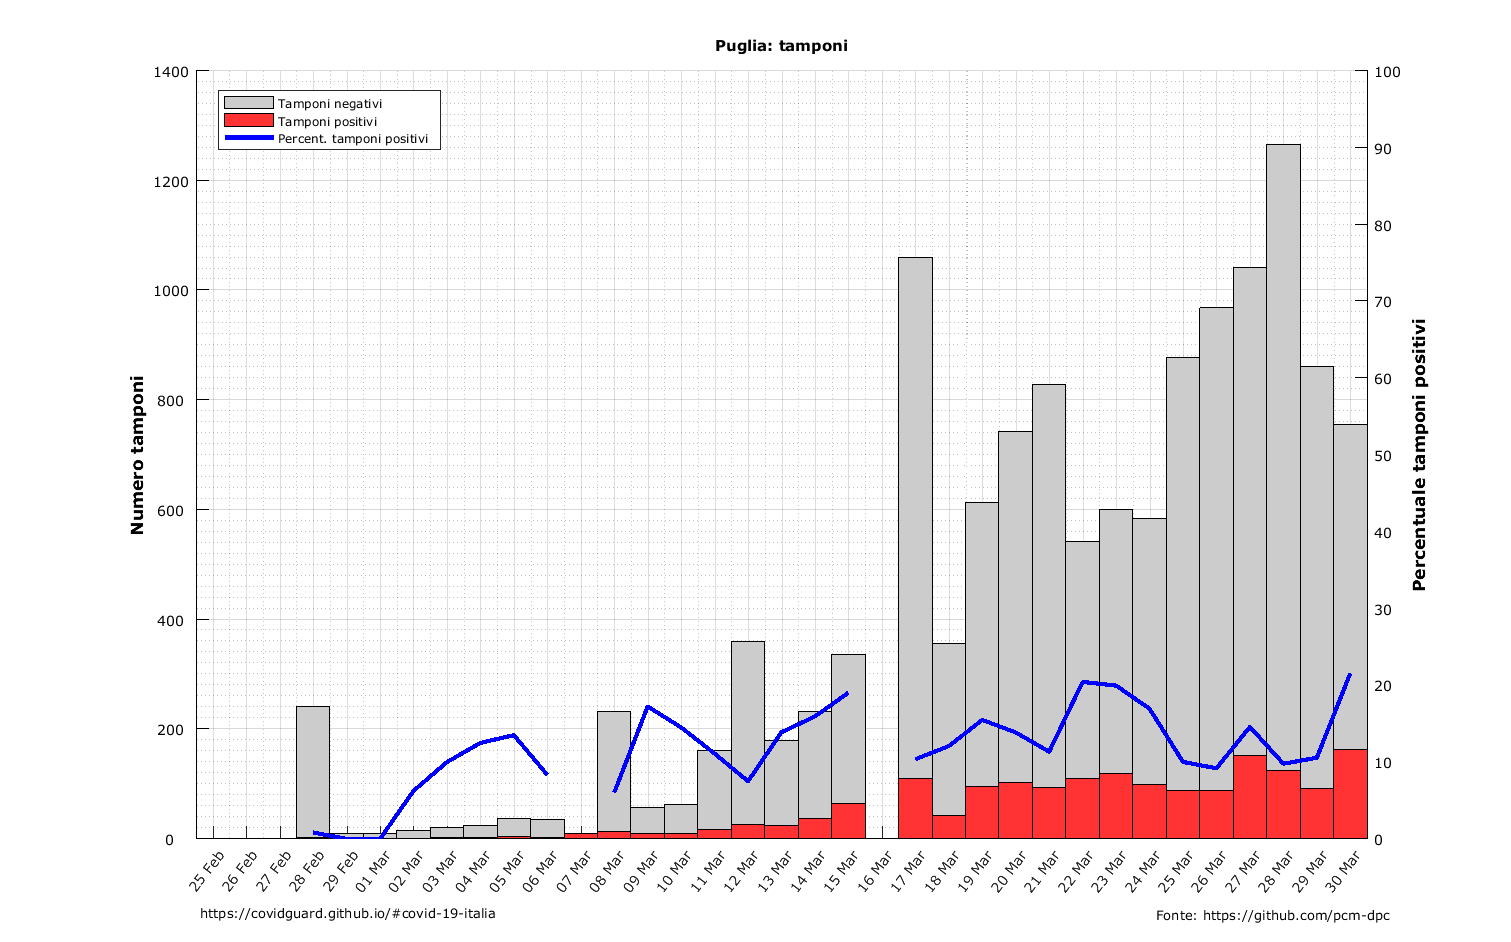 Puglia: tamponi
Tamponi negativi
Tamponi positivi
Percent. tamponi positivi
Numero tamponi
1400
1200
1000
800
600
400
200
0
Percentuale tamponi positivi
100
90
80
70
60
50
40
30
20
10
0
25 Feb
26 Feb
27 Feb
28 Feb
29 Feb
01 Mar
02 Mar
03 Mar
04 Mar
05 Mar
06 Mar
07 Mar
08 Mar
09 Mar
10 Mar
11 Mar
12 Mar
13 Mar
14 Mar
15 Mar
16 Mar
17 Mar
18 Mar
19 Mar
20 Mar
21 Mar
22 Mar
23 Mar
24 Mar
25 Mar
26 Mar
27 Mar
28 Mar
29 Mar
30 Mar
https://covidguard.github.io/#covid-19-italia
Fonte: https://github.com/pcm-dpc